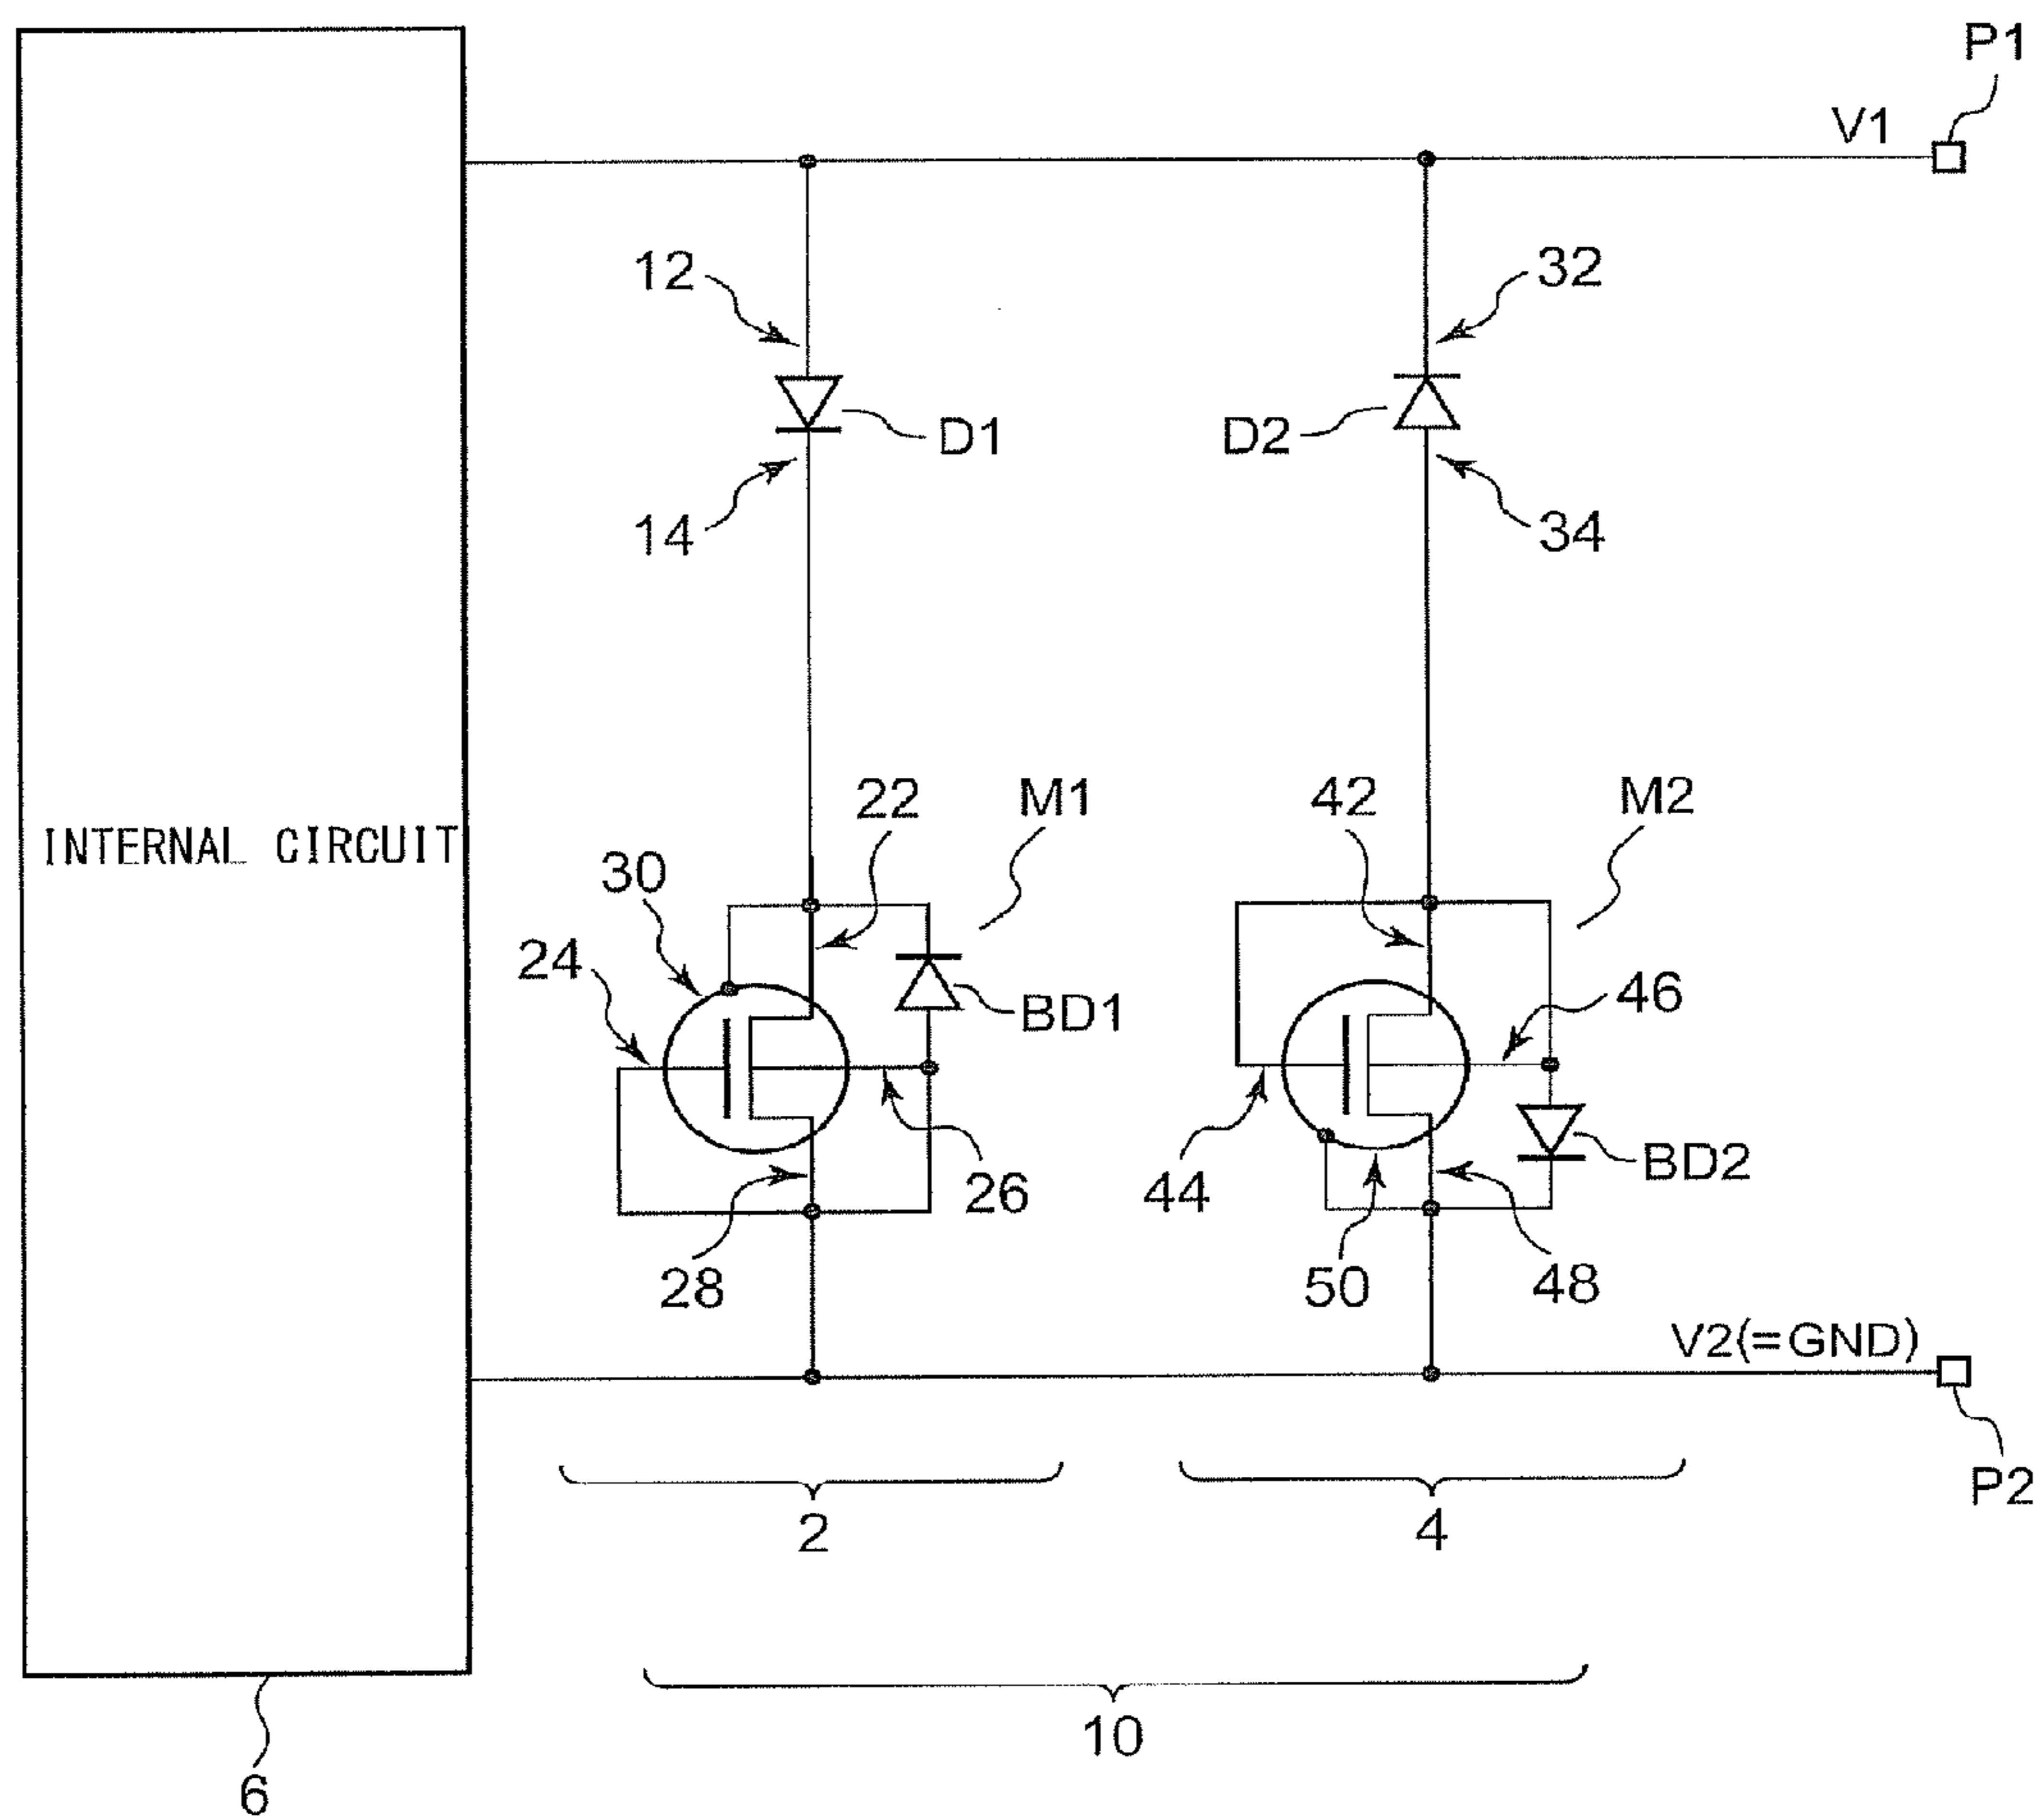 P1
V1
12
32
D1
D2
14
34
22
M1
42
M2
30
24
BD1
46
INTERNAL CIRCUIT
26
44
BD2
28
50
48
V2(=GND)
P2
2
4
10
6